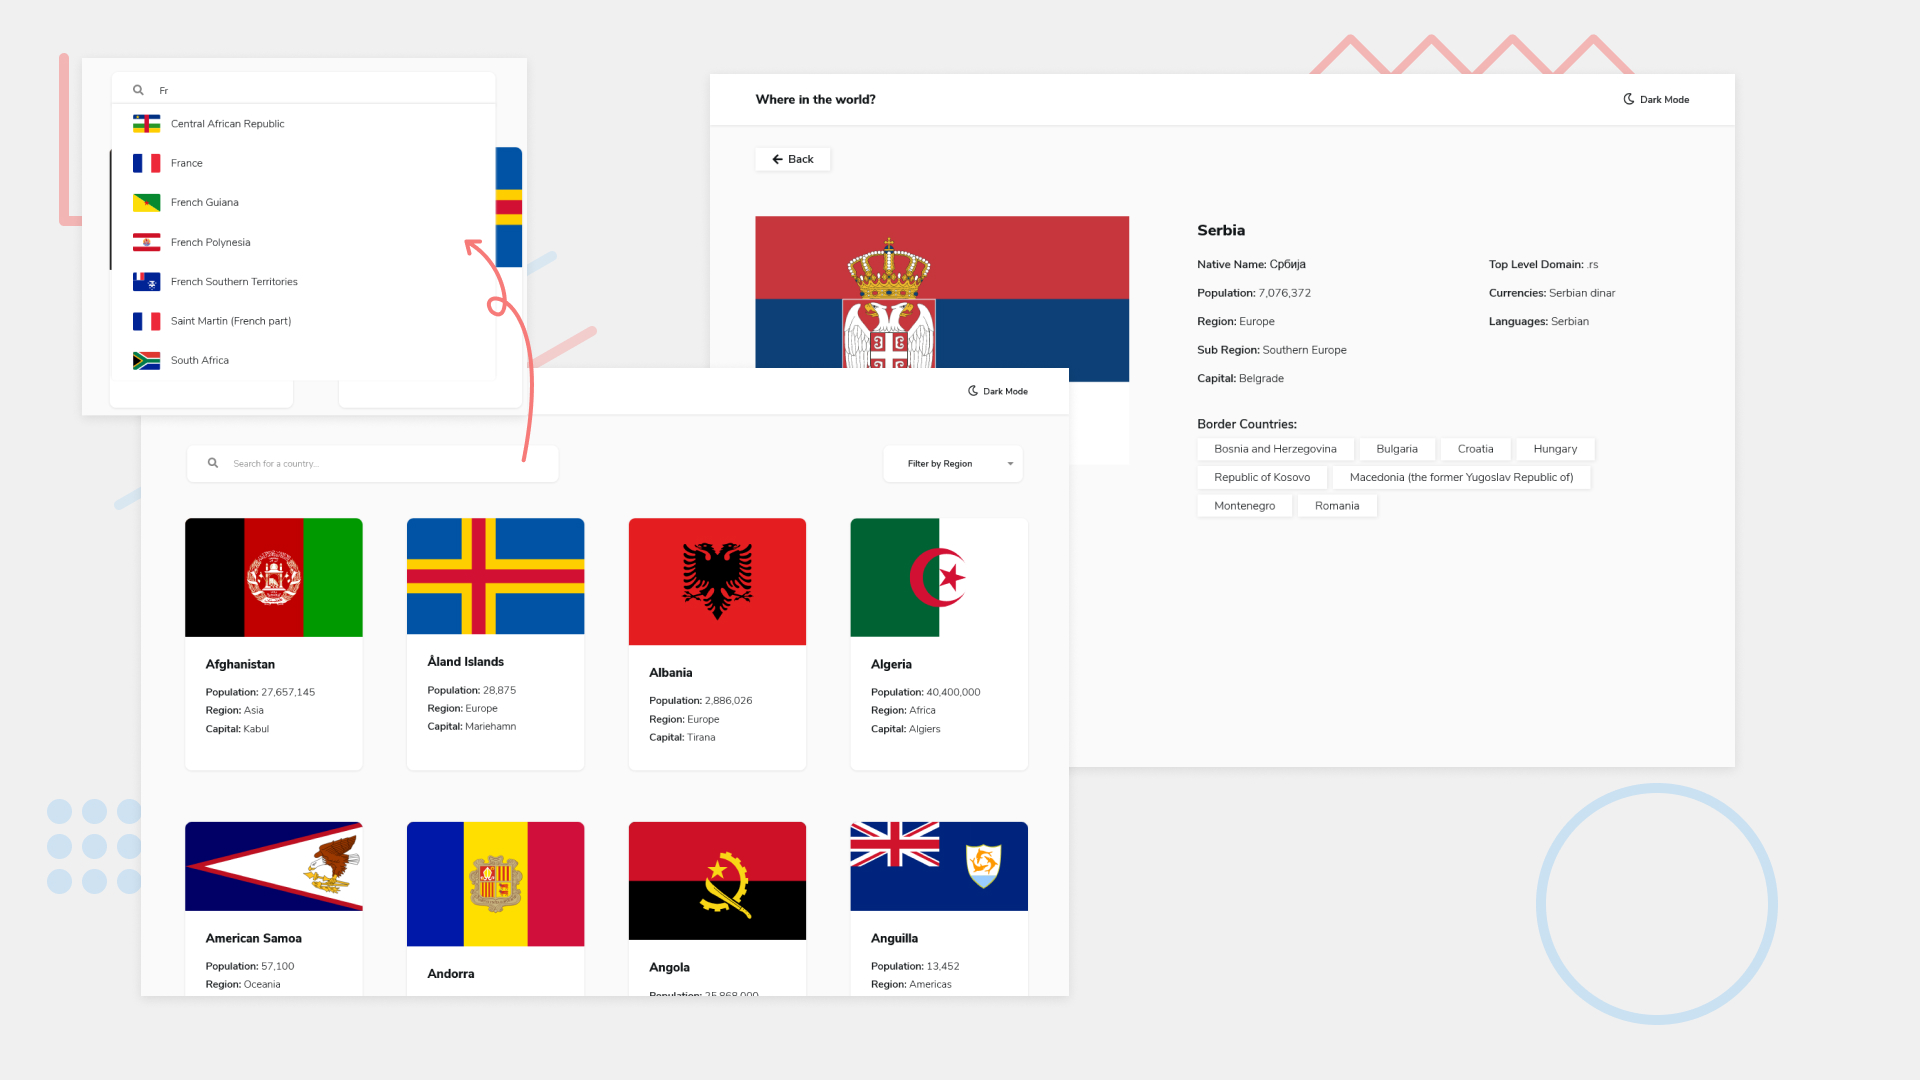 Fr
Central African Republic
France
French Guiana
French Polynesia
French Southern Territories
Saint Martin (French part)
South Africa
Where in the world?
Dark Mode
Back
Serbia
Native Name: Србија
Population: 7,076,372
Region: Europe
Sub Region: Southern Europe
Capital: Belgrade
Top Level Domain: .rs
Currencies: Serbian dinar
Languages: Serbian
Border Countries:
Bosnia and Herzegovina Bulgaria Croatia Hungary
Republic of Kosovo Macedonia (the former Yugoslav Republic of)
Montenegro Romania
Dark Mode
Search for a country...
Filter by Region
Afghanistan
Population: 27,657,145
Region: Asia
Capital: Kabul
Åland Islands
Population: 28,875
Region: Europe
Capital: Mariehamn
Albania
Population: 2,886,026
Region: Europe
Capital: Tirana
Algeria
Population: 40,400,000
Region: Africa
Capital: Algiers
American Samoa
Population: 57,100
Region: Oceania
Andorra
Angola
Population: 25,868,000
Anguilla
Population: 13,452
Region: Americas